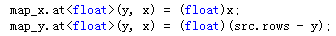 map_x.at<float>(y, x) = (float)x;
map_y.at<float>(y, x) = (float)(src.rows - y);